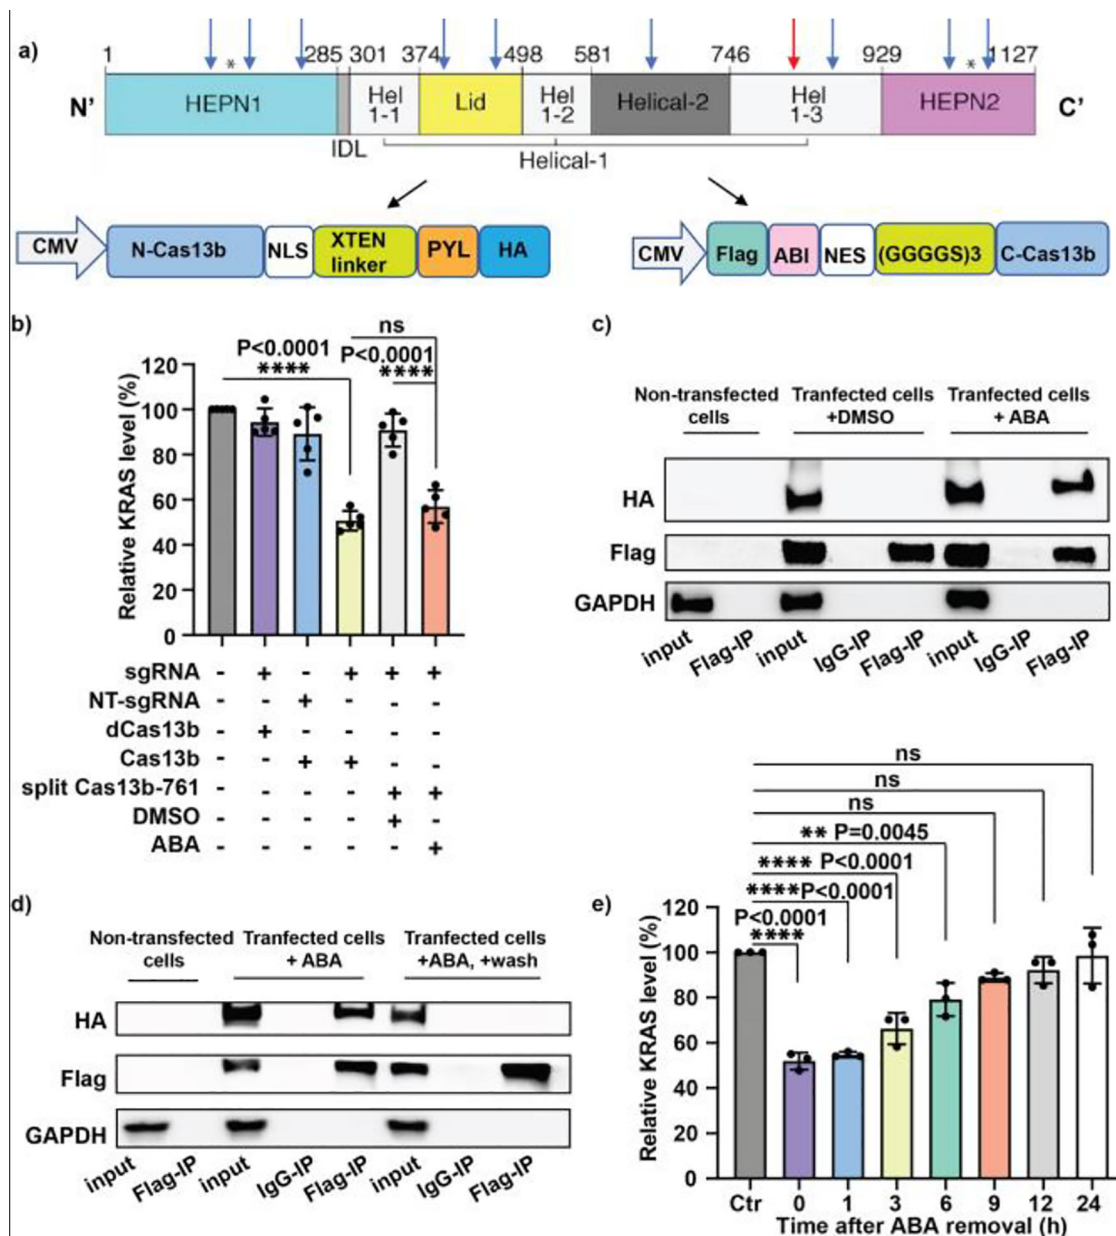 a)
1 285 301 374 498 581 746 929 1127
* *
N' HEPN1 Hel 1-1 Lid Hel 1-2 Helical-2 Hel 1-3 HEPN2 C'
IDL
Helical-1
CMV N-Cas13b NLS XTEN linker PYL HA
CMV Flag ABI NES (GGGGS)3 C-Cas13b
b)
ns
P<0.0001 P<0.0001
**** ****
Relative KRAS level (%)
120
100
80
60
40
20
0
sgRNA - + - + + +
NT-sgRNA - - + - - -
dCas13b - + - - - -
Cas13b - - + + - -
split Cas13b-761 - - - - + +
DMSO - - - - + -
ABA - - - - - +
c)
Non-transfected cells
Tranfected cells +DMSO
Tranfected cells + ABA
HA
Flag
GAPDH
input Flag-IP input IgG-IP Flag-IP input IgG-IP Flag-IP
d)
Non-transfected cells
Tranfected cells + ABA
Tranfected cells +ABA, +wash
HA
Flag
GAPDH
input Flag-IP input IgG-IP Flag-IP input IgG-IP Flag-IP
e)
ns
ns
ns
** P=0.0045
**** P<0.0001
****P<0.0001
P<0.0001
****
Relative KRAS level (%)
120
100
80
60
40
20
0
Ctr 0 1 3 6 9 12 24
Time after ABA removal (h)